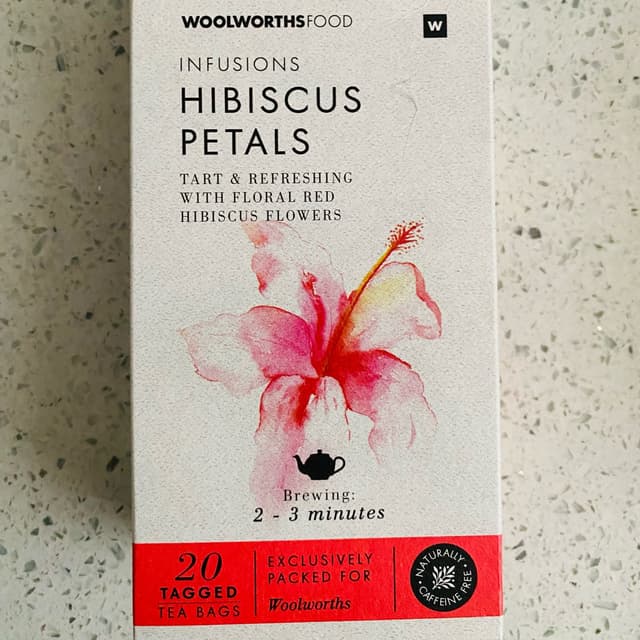 WOOLWORTHSFOOD
W
INFUSIONS
HIBISCUS
PETALS
TART & REFRESHING
WITH FLORAL RED
HIBISCUS FLOWERS
Brewing:
2 - 3 minutes
20
TAGGED
TEA BAGS
EXCLUSIVELY
PACKED FOR
Woolworths
NATURALLY
CAFFEINE FREE